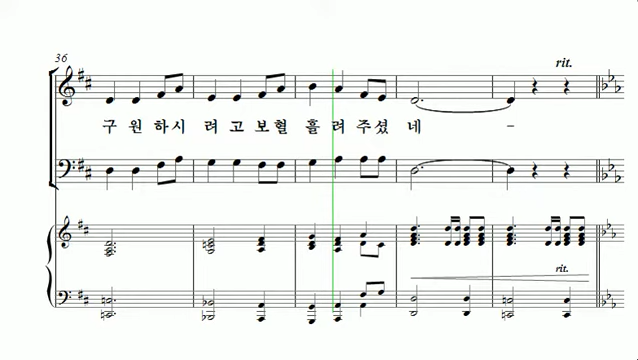 36
rit.
구 원 하시 려 고 보혈 흘 려 주셨 네 -
rit.